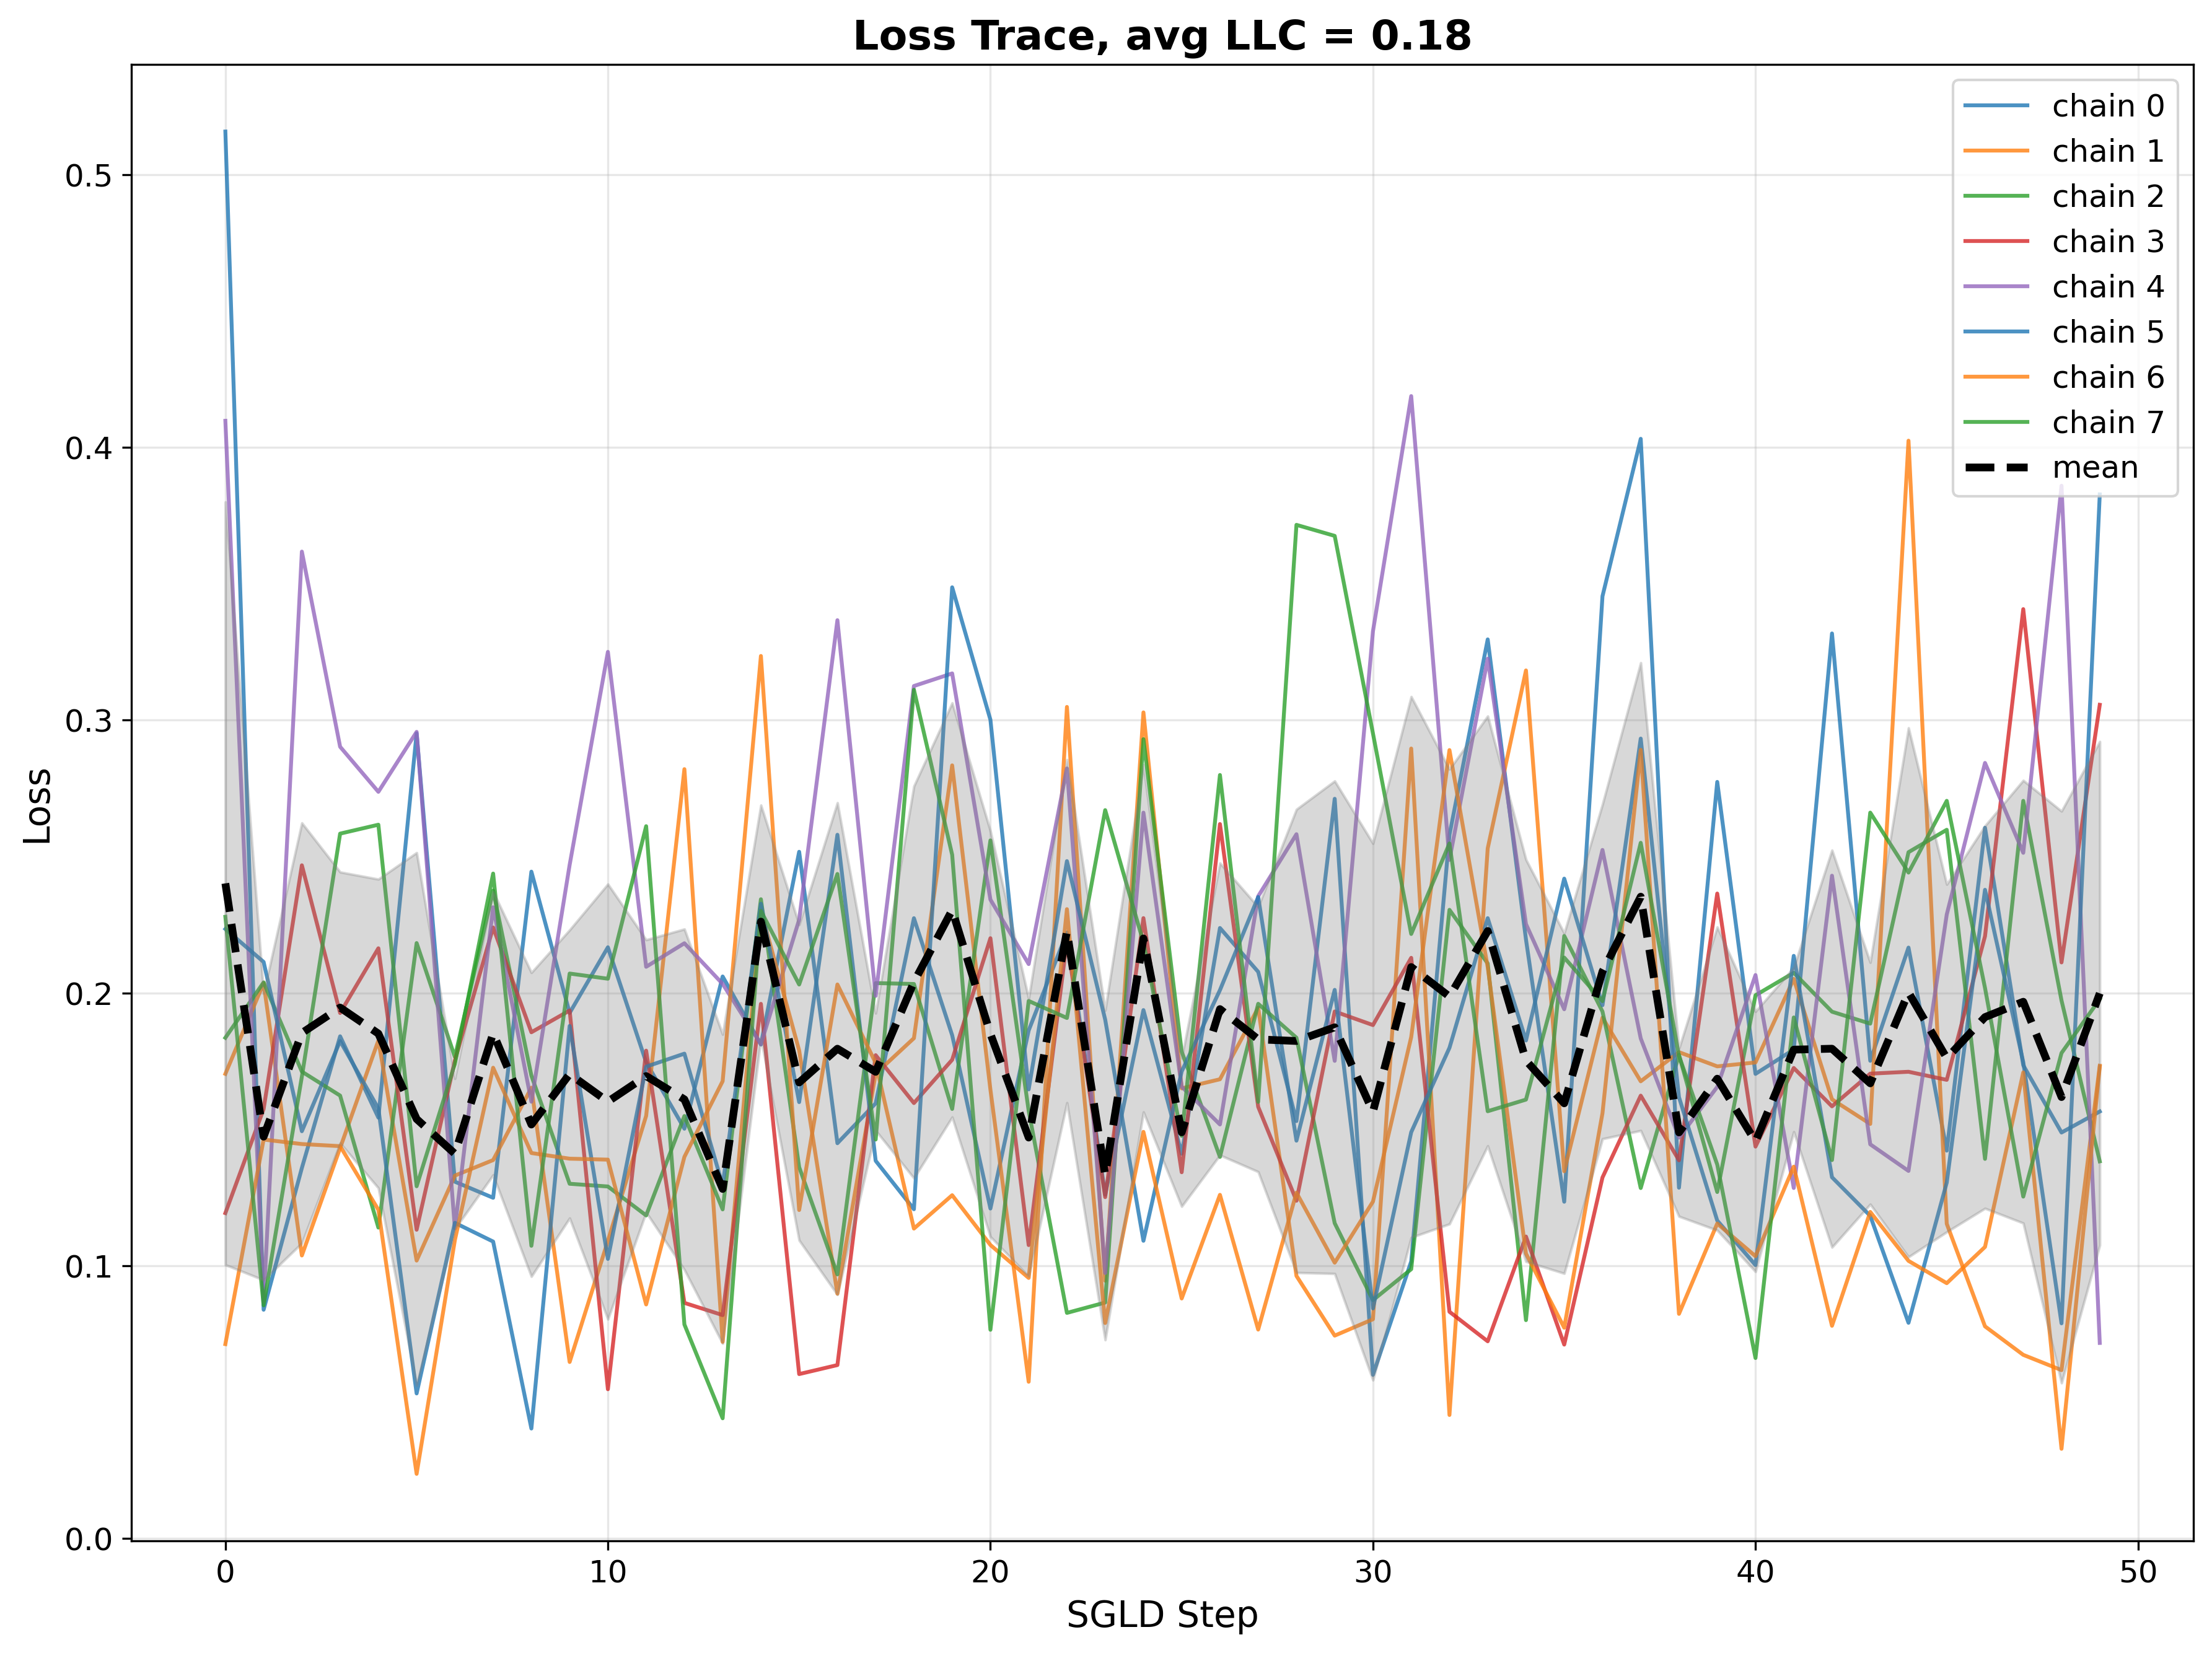 Loss Trace, avg LLC = 0.18
chain 0
chain 1
chain 2
chain 3
chain 4
chain 5
chain 6
chain 7
mean
Loss
0.5
0.4
0.3
0.2
0.1
0.0
0 10 20 30 40 50
SGLD Step